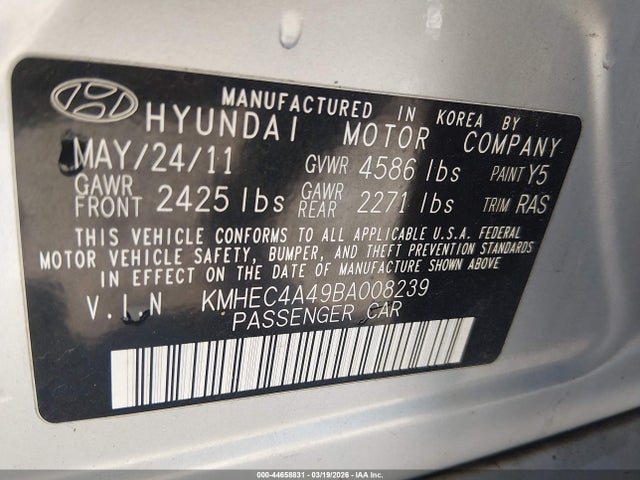 MANUFACTURED IN KOREA BY
HYUNDAI MOTOR COMPANY
MAY/24/11 GVWR 4586 lbs PAINT Y5
GAWR FRONT 2425 lbs GAWR REAR 2271 lbs TRIM RAS
THIS VEHICLE CONFORMS TO ALL APPLICABLE U.S.A. FEDERAL
MOTOR VEHICLE SAFETY, BUMPER, AND THEFT PREVENTION STANDARDS
IN EFFECT ON THE DATE OF MANUFACTURE SHOWN ABOVE.
V.I.N KMHEC4A49BA008239
PASSENGER CAR
000-44658831 - 03/19/2026 - IAA Inc.